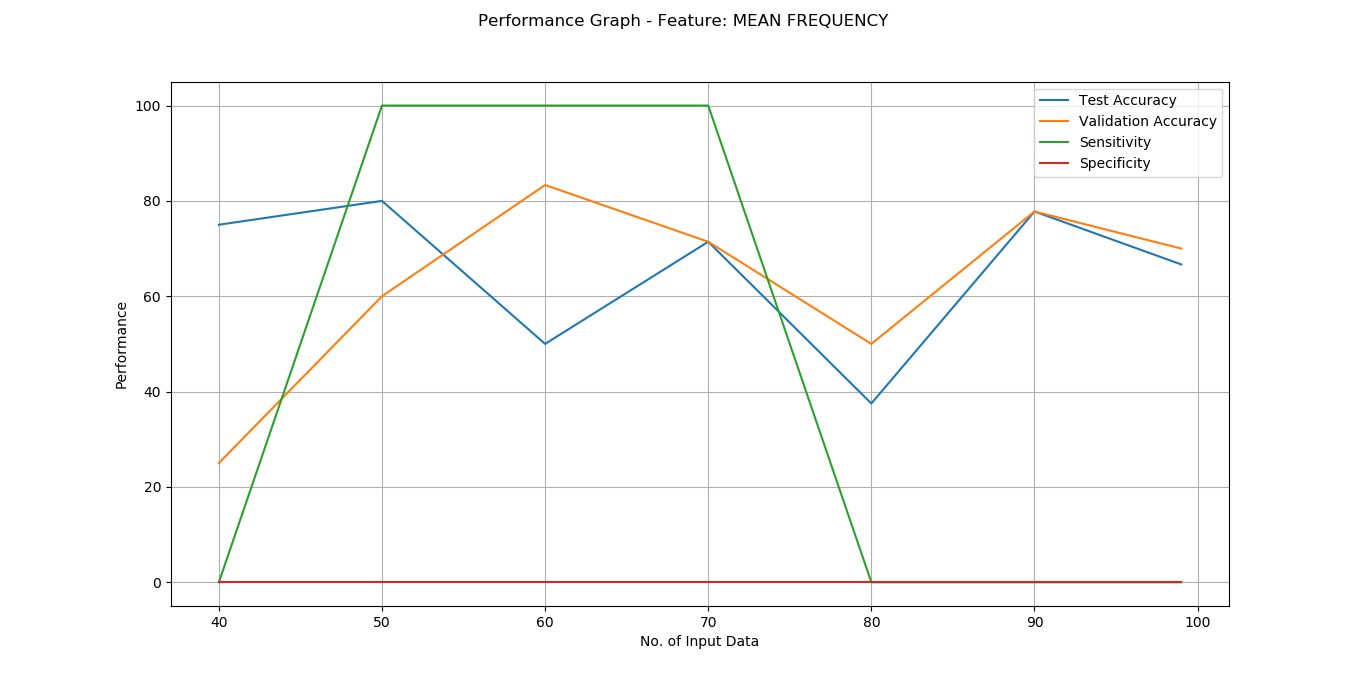 Performance Graph - Feature: MEAN FREQUENCY
Test Accuracy
Validation Accuracy
Sensitivity
Specificity
100
80
60
40
20
0
Performance
40 50 60 70 80 90 100
No. of Input Data